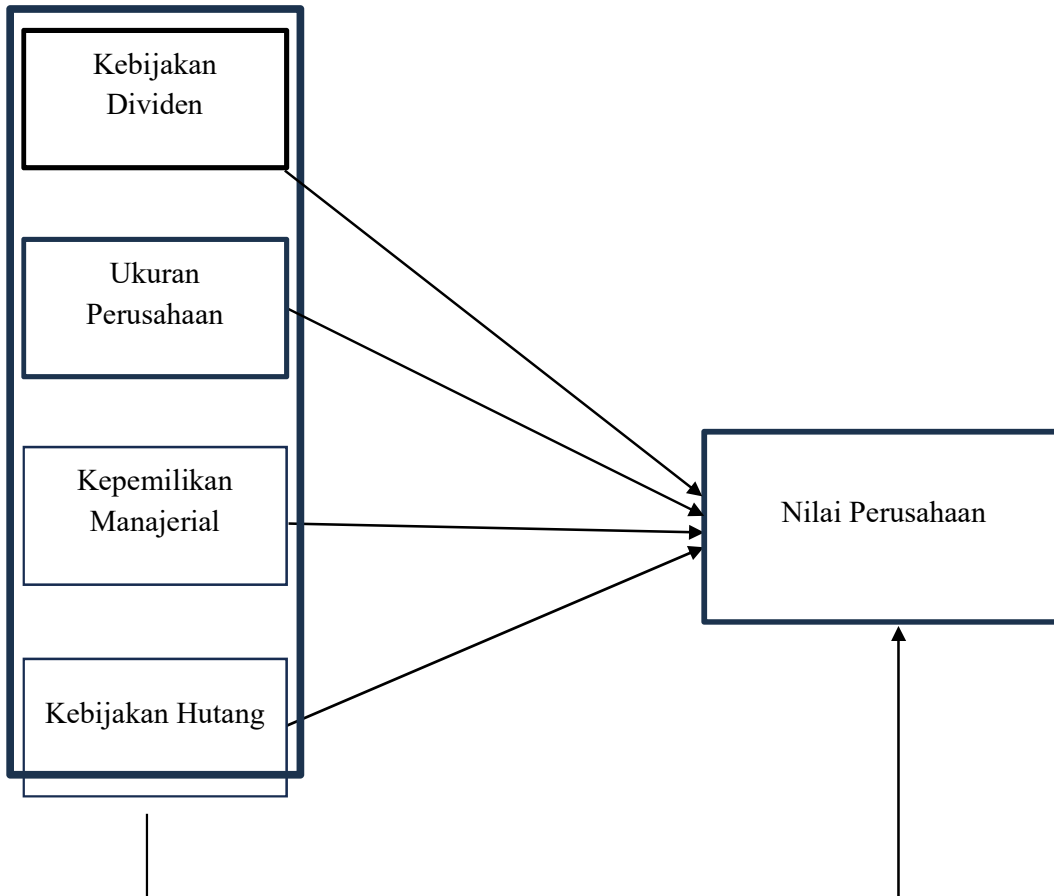 Kebijakan
Dividen
Ukuran
Perusahaan
Kepemilikan
Manajerial
Nilai Perusahaan
Kebijakan Hutang